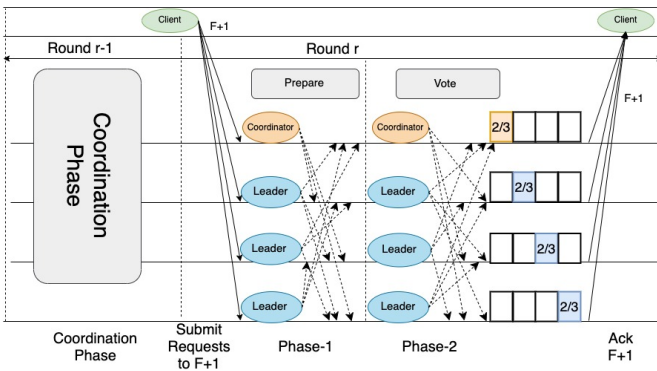 Client
Client
F+1
Round r-1
Round r
F+1
Prepare
Vote
Coordination
Phase
Coordinator
Coordinator
2/3
Leader
Leader
2/3
Leader
Leader
2/3
Leader
Leader
2/3
Coordination
Phase
Submit
Requests
to F+1
Phase-1
Phase-2
Ack
F+1